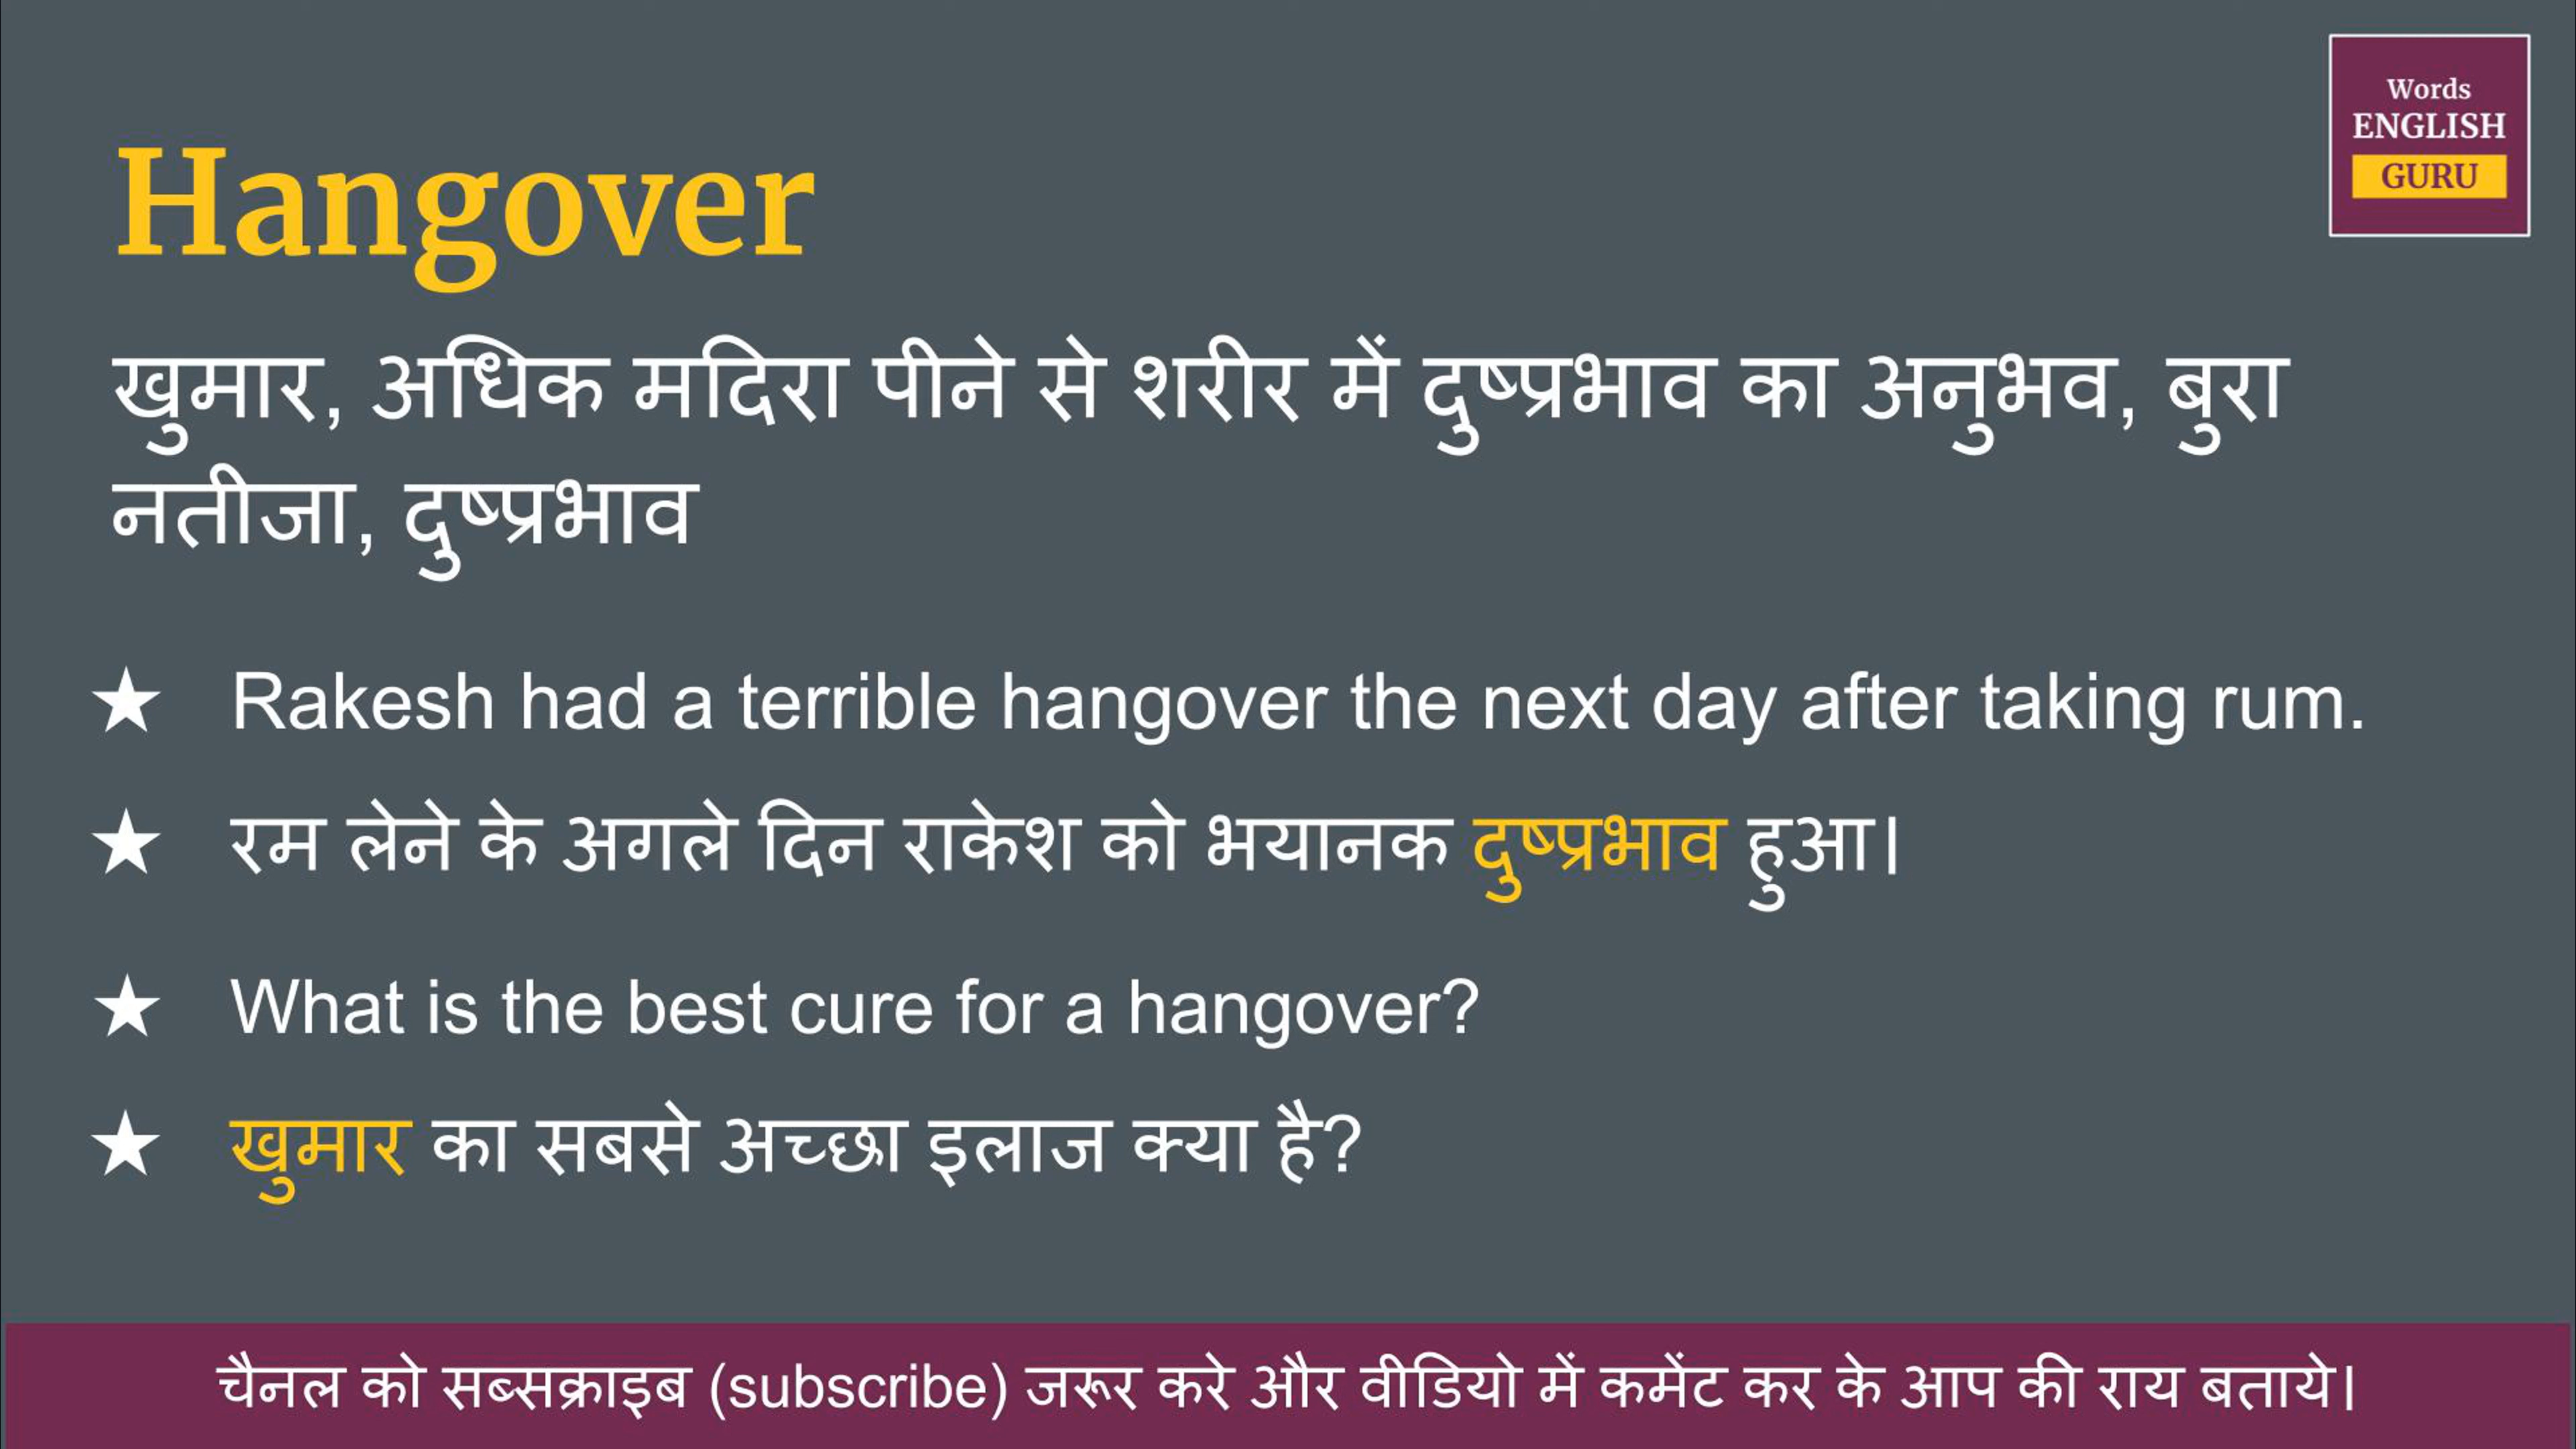 Words
ENGLISH
GURU
Hangover
खुमार, अधिक मदिरा पीने से शरीर में दुष्प्रभाव का अनुभव, बुरा
नतीजा, दुष्प्रभाव
★ Rakesh had a terrible hangover the next day after taking rum.
★ रम लेने के अगले दिन राकेश को भयानक दुष्प्रभाव हुआ।
★ What is the best cure for a hangover?
★ खुमार का सबसे अच्छा इलाज क्या है?
चैनल को सब्सक्राइब (subscribe) जरूर करे और वीडियो में कमेंट कर के आप की राय बताये।